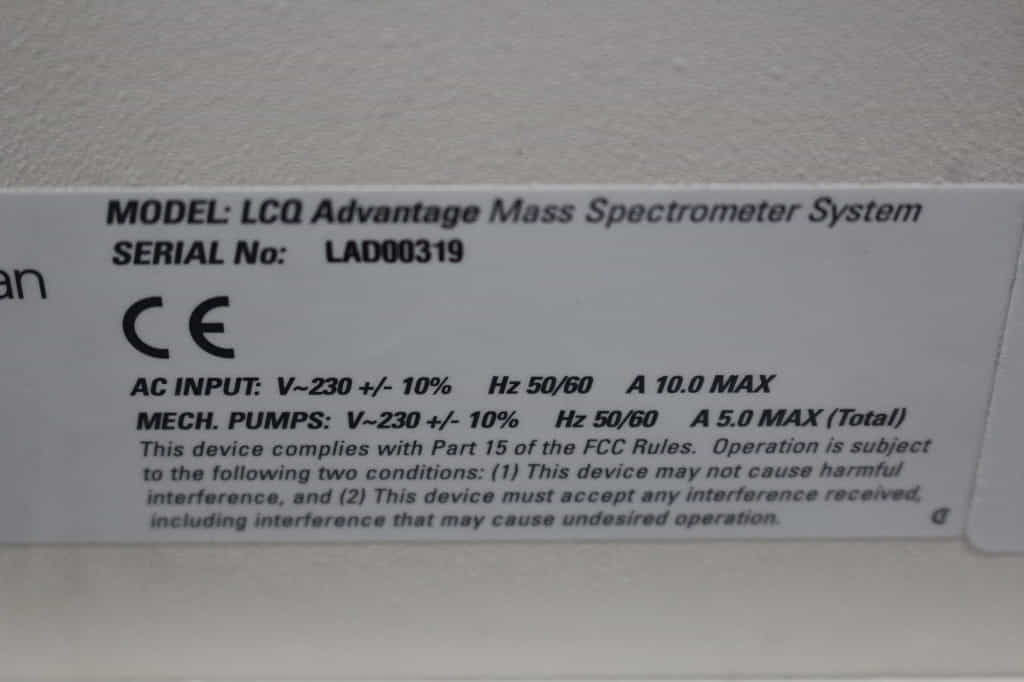 MODEL: LCQ Advantage Mass Spectrometer System
SERIAL No: LAD00319
an
CE
AC INPUT: V~230 +/- 10% Hz 50/60 A 10.0 MAX
MECH. PUMPS: V~230 +/- 10% Hz 50/60 A 5.0 MAX (Total)
This device complies with Part 15 of the FCC Rules. Operation is subject
to the following two conditions: (1) This device may not cause harmful
interference, and (2) This device must accept any interference received,
including interference that may cause undesired operation.